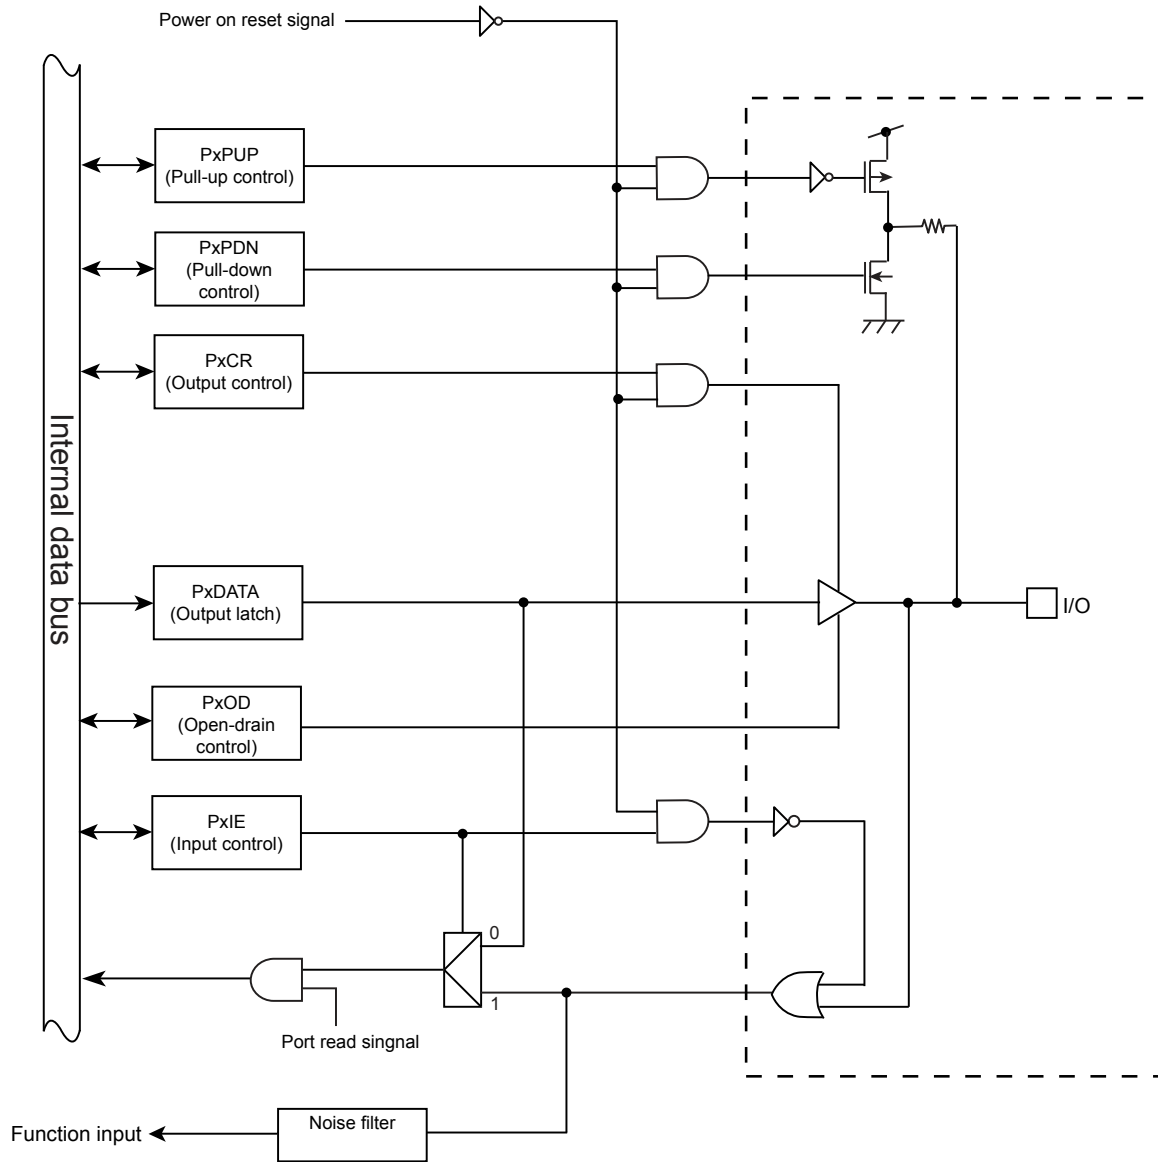 Power on reset signal
PxPUP
(Pull-up control)
PxPDN
(Pull-down
control)
PxCR
(Output control)
Internal data bus
PxDATA
(Output latch)
I/O
PxOD
(Open-drain
control)
PxIE
(Input control)
0
1
Port read singnal
Noise filter
Function input